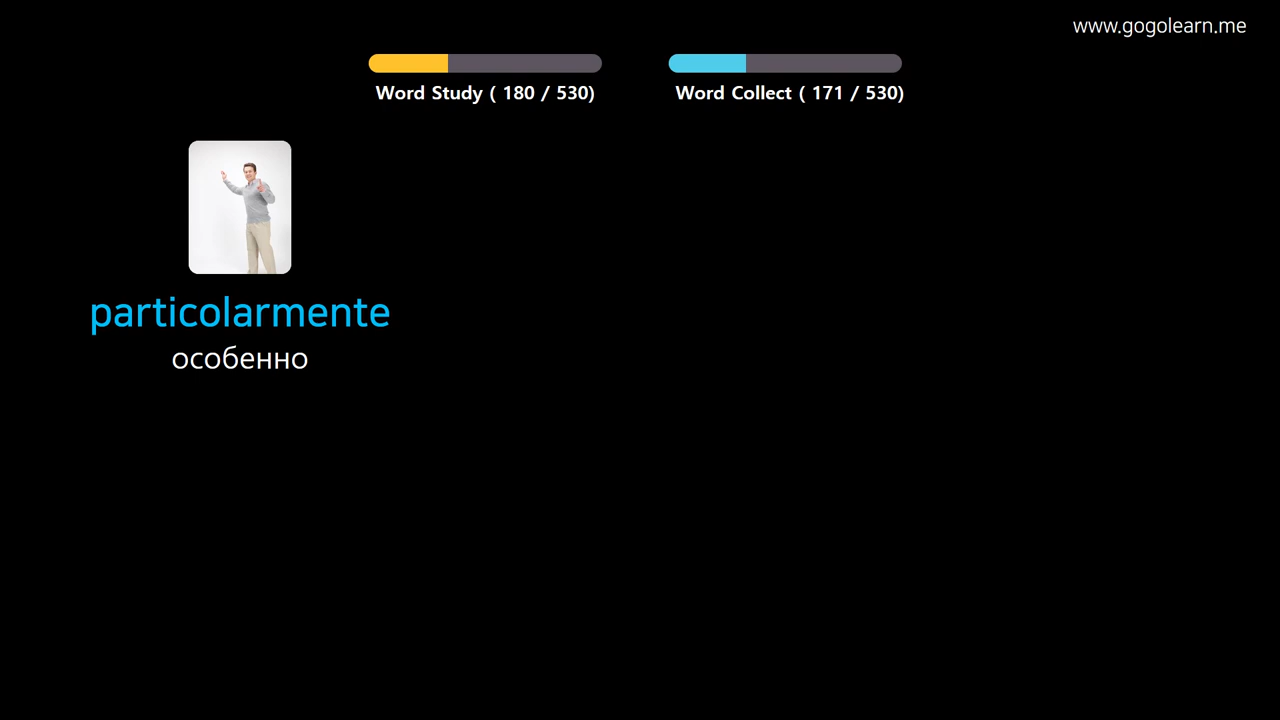 www.gogolearn.me
Word Study ( 180 / 530)
Word Collect ( 171 / 530)
particolarmente
особенно